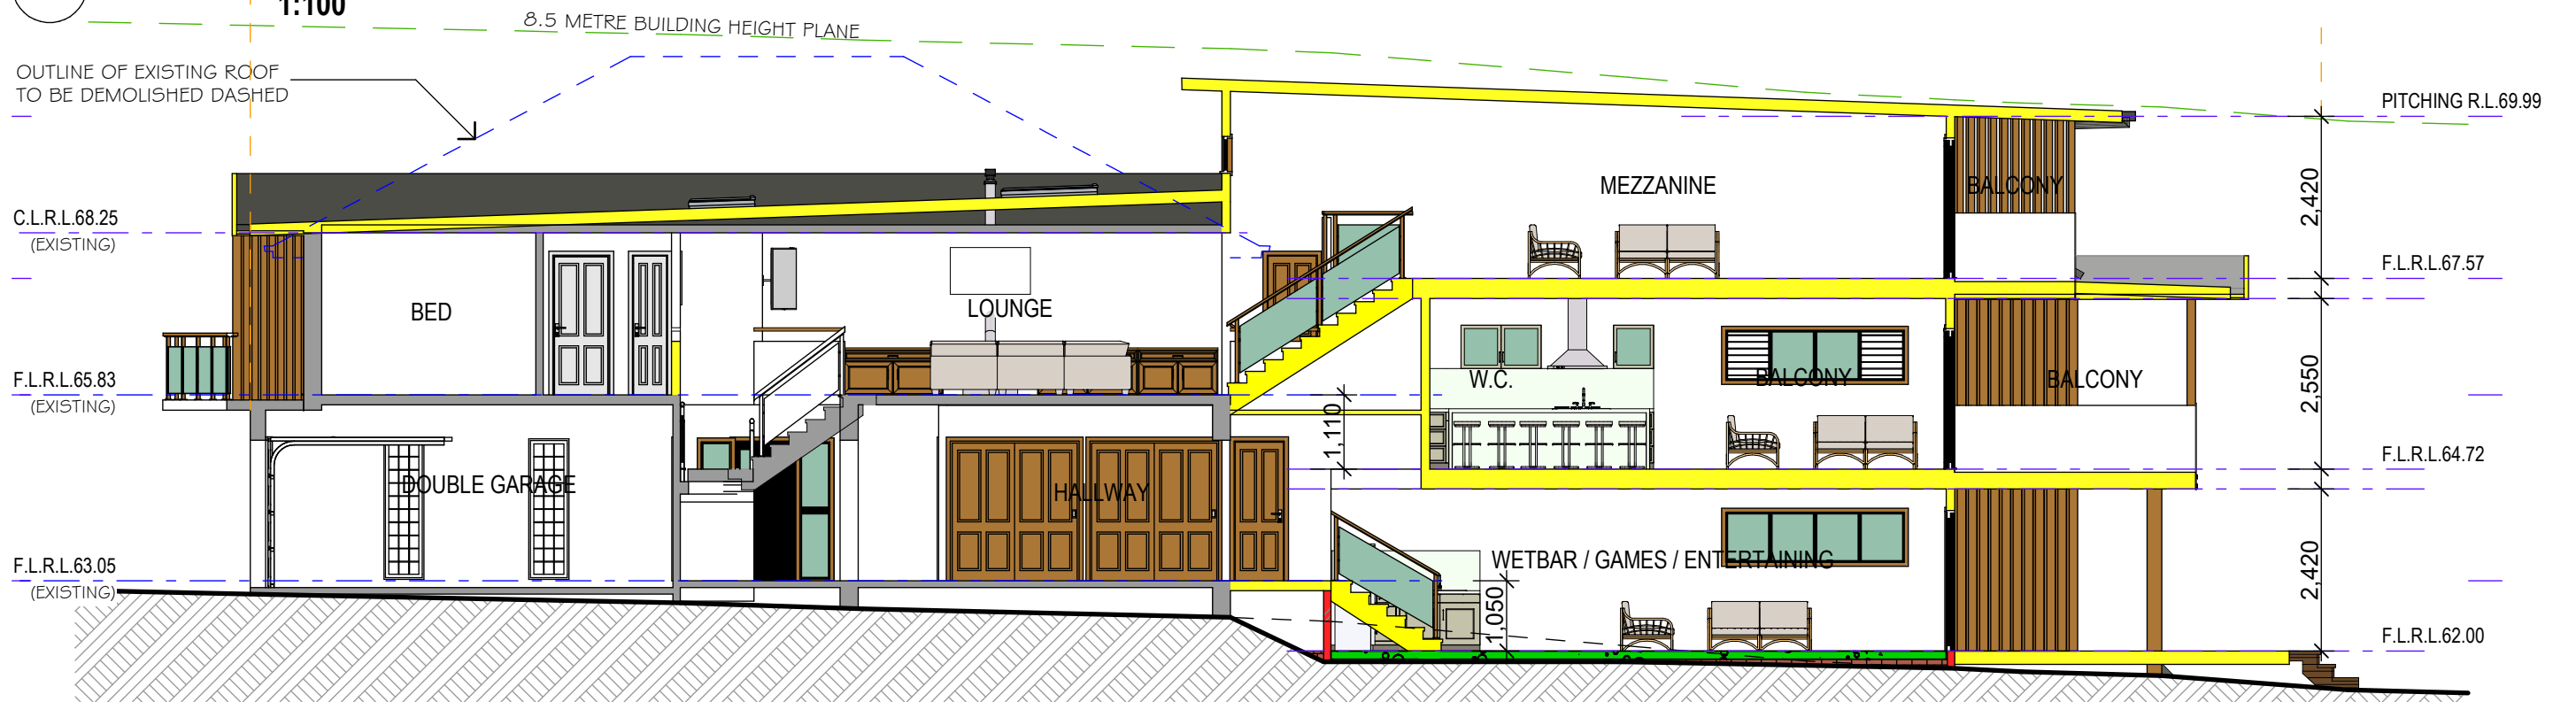 1:100
8.5 METRE BUILDING HEIGHT PLANE
OUTLINE OF EXISTING ROOF
TO BE DEMOLISHED DASHED
PITCHING R.L.69.99
MEZZANINE
BALCONY
2,420
C.L.R.L.68.25
(EXISTING)
F.L.R.L.67.57
BED
LOUNGE
F.L.R.L.65.83
(EXISTING)
W.C.
BALCONY
BALCONY
2,550
1,110
F.L.R.L.64.72
DOUBLE GARAGE
HALLWAY
F.L.R.L.63.05
(EXISTING)
WETBAR / GAMES / ENTERTAINING
2,420
1,050
F.L.R.L.62.00